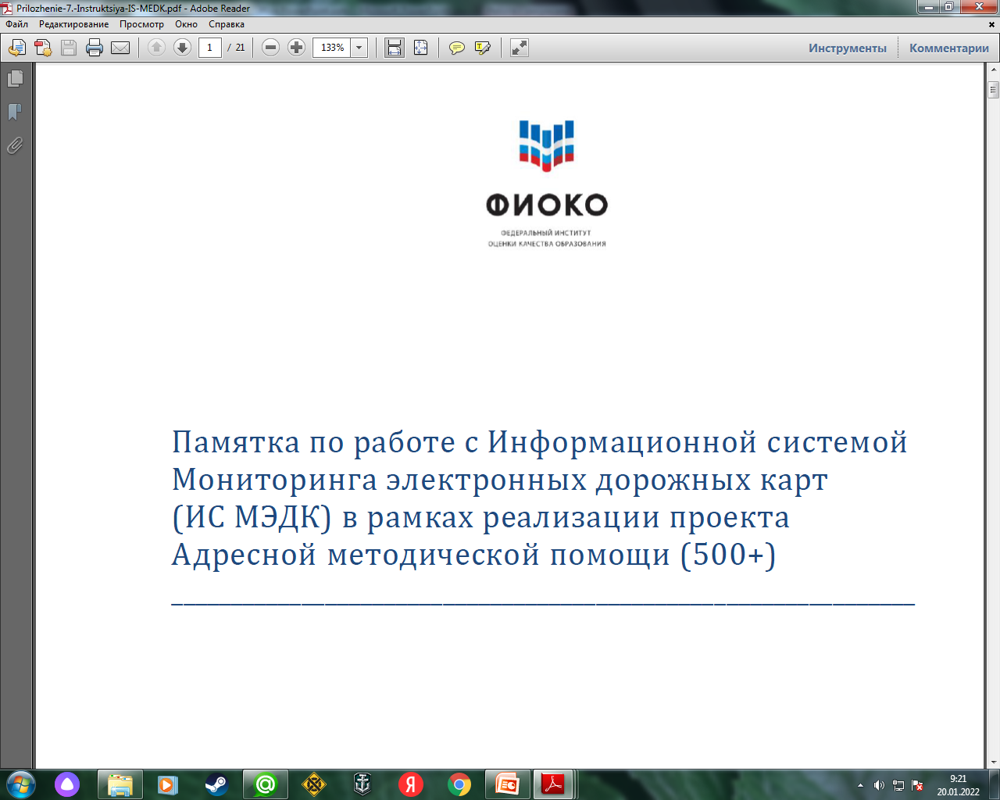 Prilozhenie-7.-Instruktsiya-IS-MEDK.pdf - Adobe Reader
Файл Редактирование Просмотр Окно Справка
1 / 21 133% Инструменты Комментарии
ФИОКО
ФЕДЕРАЛЬНЫЙ ИНСТИТУТ
ОЦЕНКИ КАЧЕСТВА ОБРАЗОВАНИЯ
Памятка по работе с Информационной системой
Мониторинга электронных дорожных карт
(ИС МЭДК) в рамках реализации проекта
Адресной методической помощи (500+)
9:21
20.01.2022